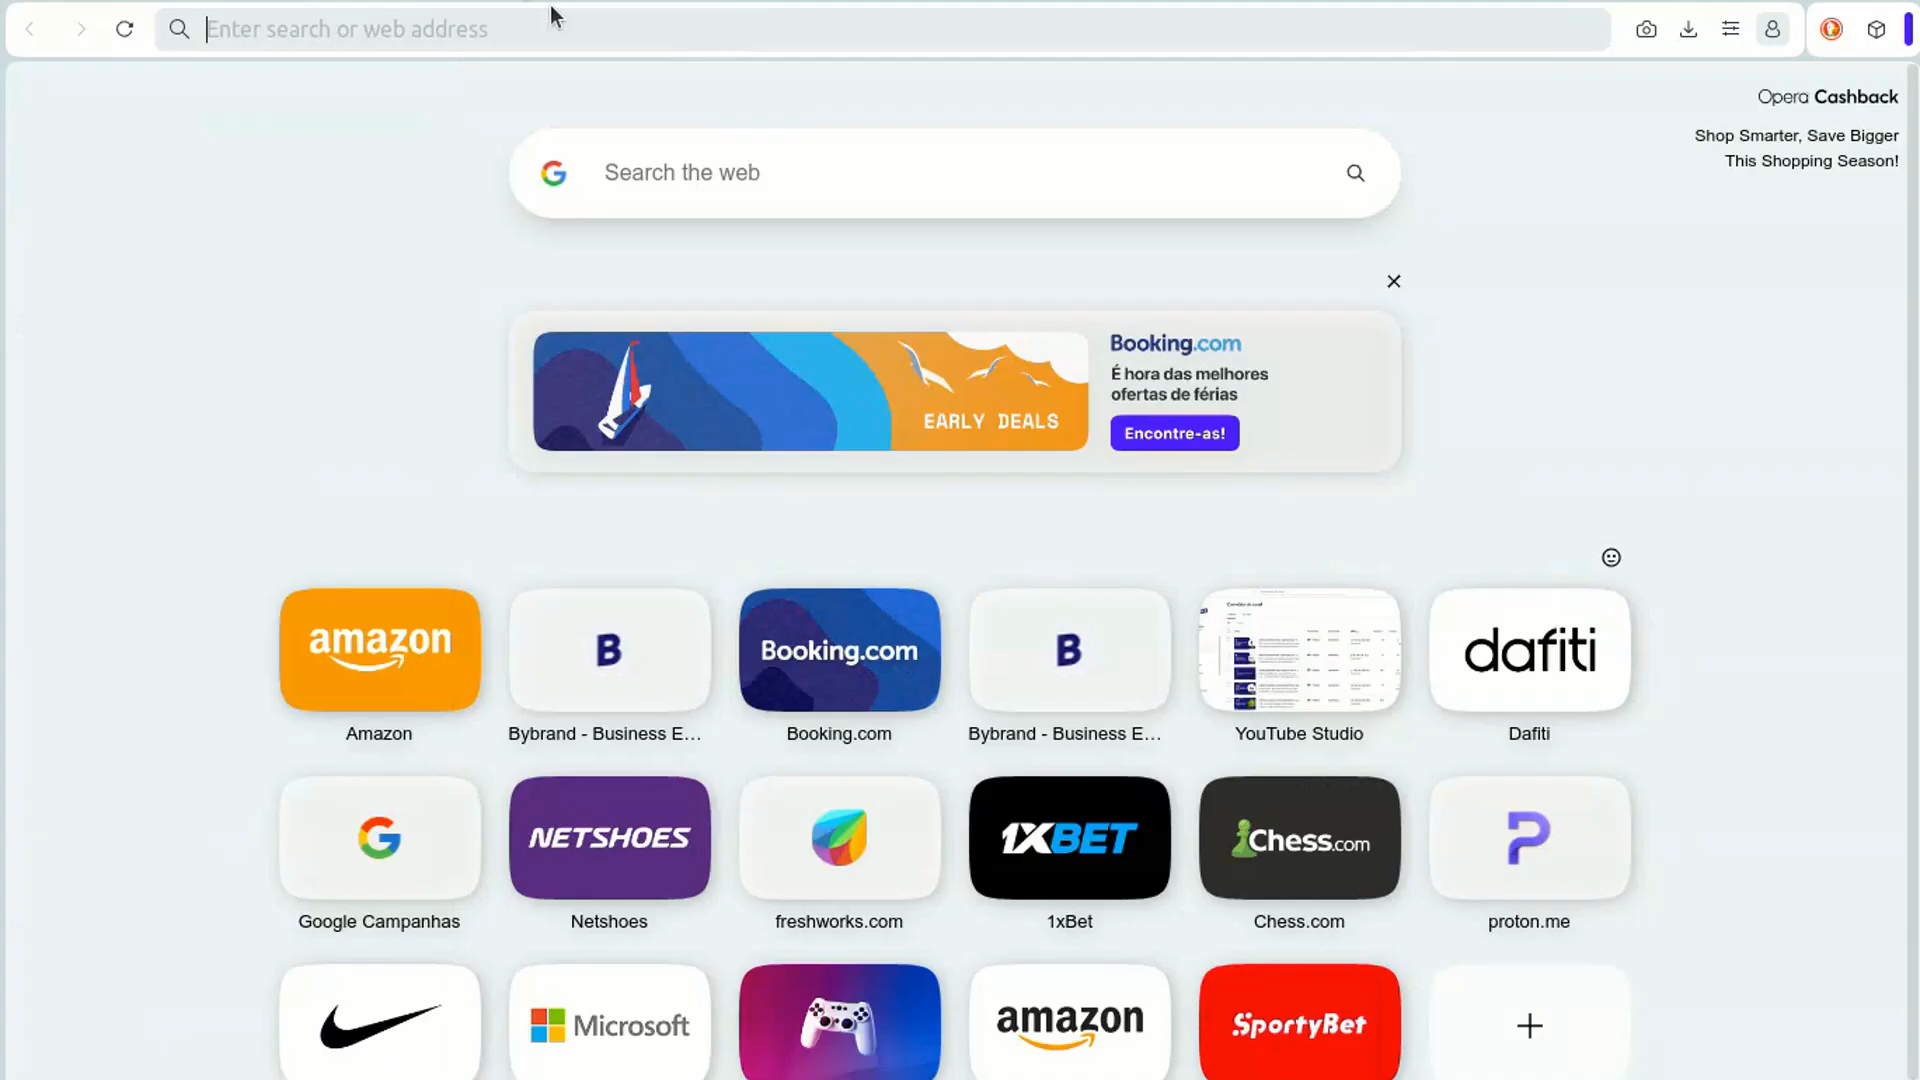 Enter search or web address
Opera Cashback
Shop Smarter, Save Bigger
This Shopping Season!
Search the web
Booking.com
É hora das melhores
ofertas de férias
EARLY DEALS
Encontre-as!
amazon
B
Booking.com
B
dafiti
Amazon
Bybrand - Business E...
Booking.com
Bybrand - Business E...
YouTube Studio
Dafiti
NETSHOES
1XBET
Chess.com
Google Campanhas
Netshoes
freshworks.com
1xBet
Chess.com
proton.me
Microsoft
amazon
SportyBet